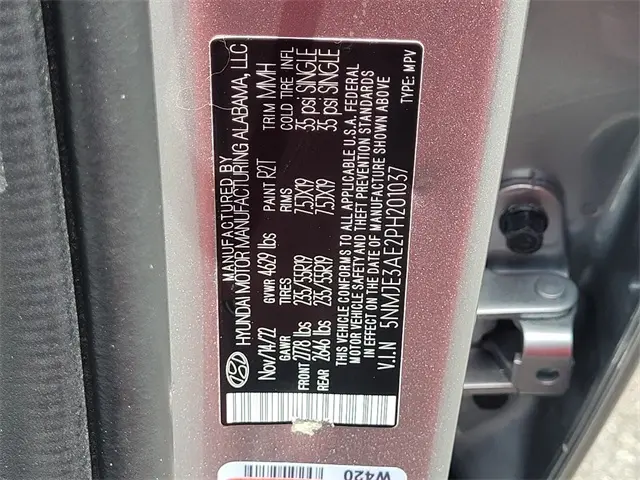 MANUFACTURED BY
HYUNDAI MOTOR MANUFACTURING ALABAMA, LLC
Nov/14/22 GVWR 4629 lbs PAINT R2T TRIM MMH
GAWR TIRES RIMS COLD TIRE INFL
FRONT 2778 lbs 235/55R19 7.5JX19 35 psi SINGLE
REAR 2646 lbs 235/55R19 7.5JX19 35 psi SINGLE
THIS VEHICLE CONFORMS TO ALL APPLICABLE U.S.A. FEDERAL
MOTOR VEHICLE SAFETY AND THEFT PREVENTION STANDARDS
IN EFFECT ON THE DATE OF MANUFACTURE SHOWN ABOVE
V.I.N 5NMJE3AE2PH201037 TYPE: MPV
W420